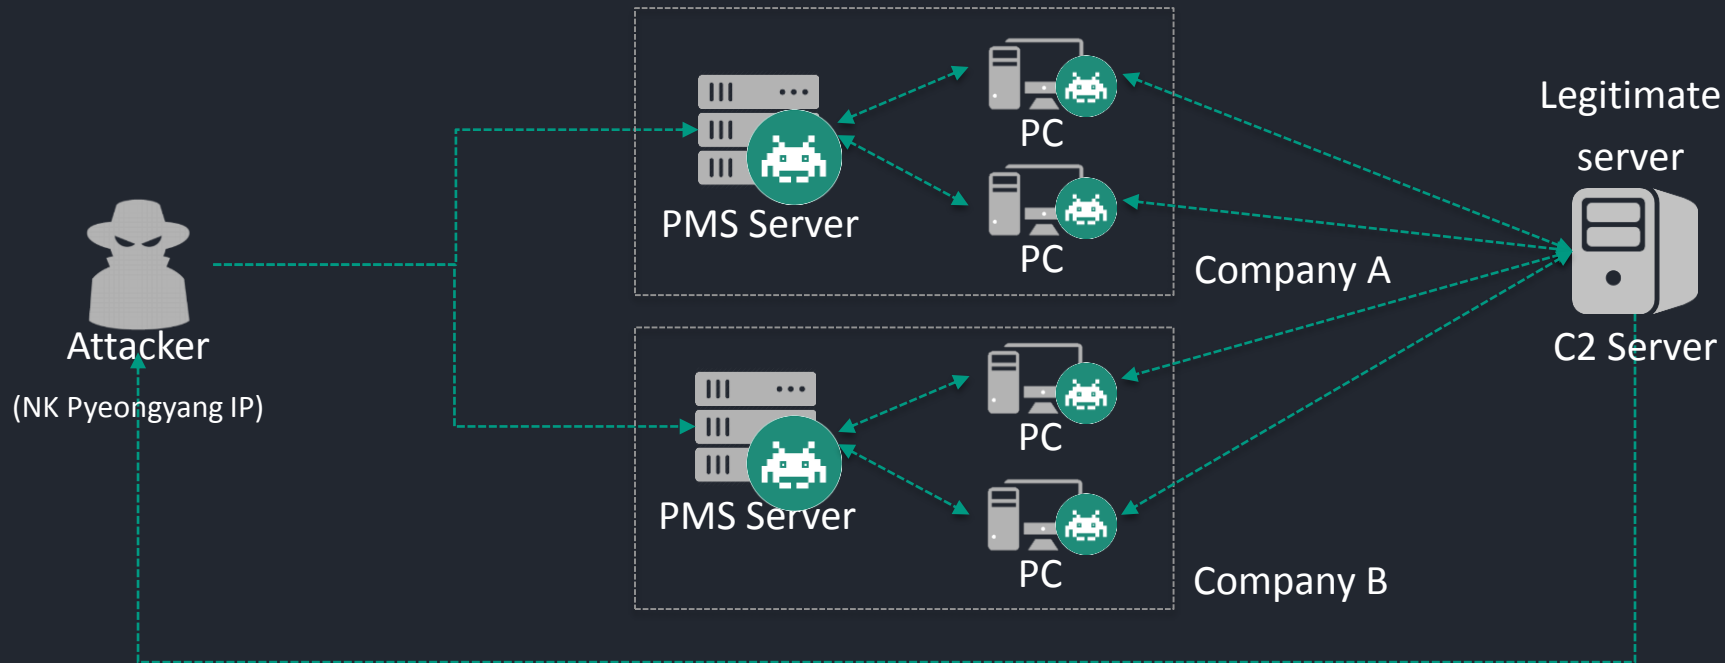 PC
Legitimate
server
PMS Server
PC
Company A
Attacker
(NK Pyeongyang IP)
C2 Server
PC
PMS Server
PC
Company B